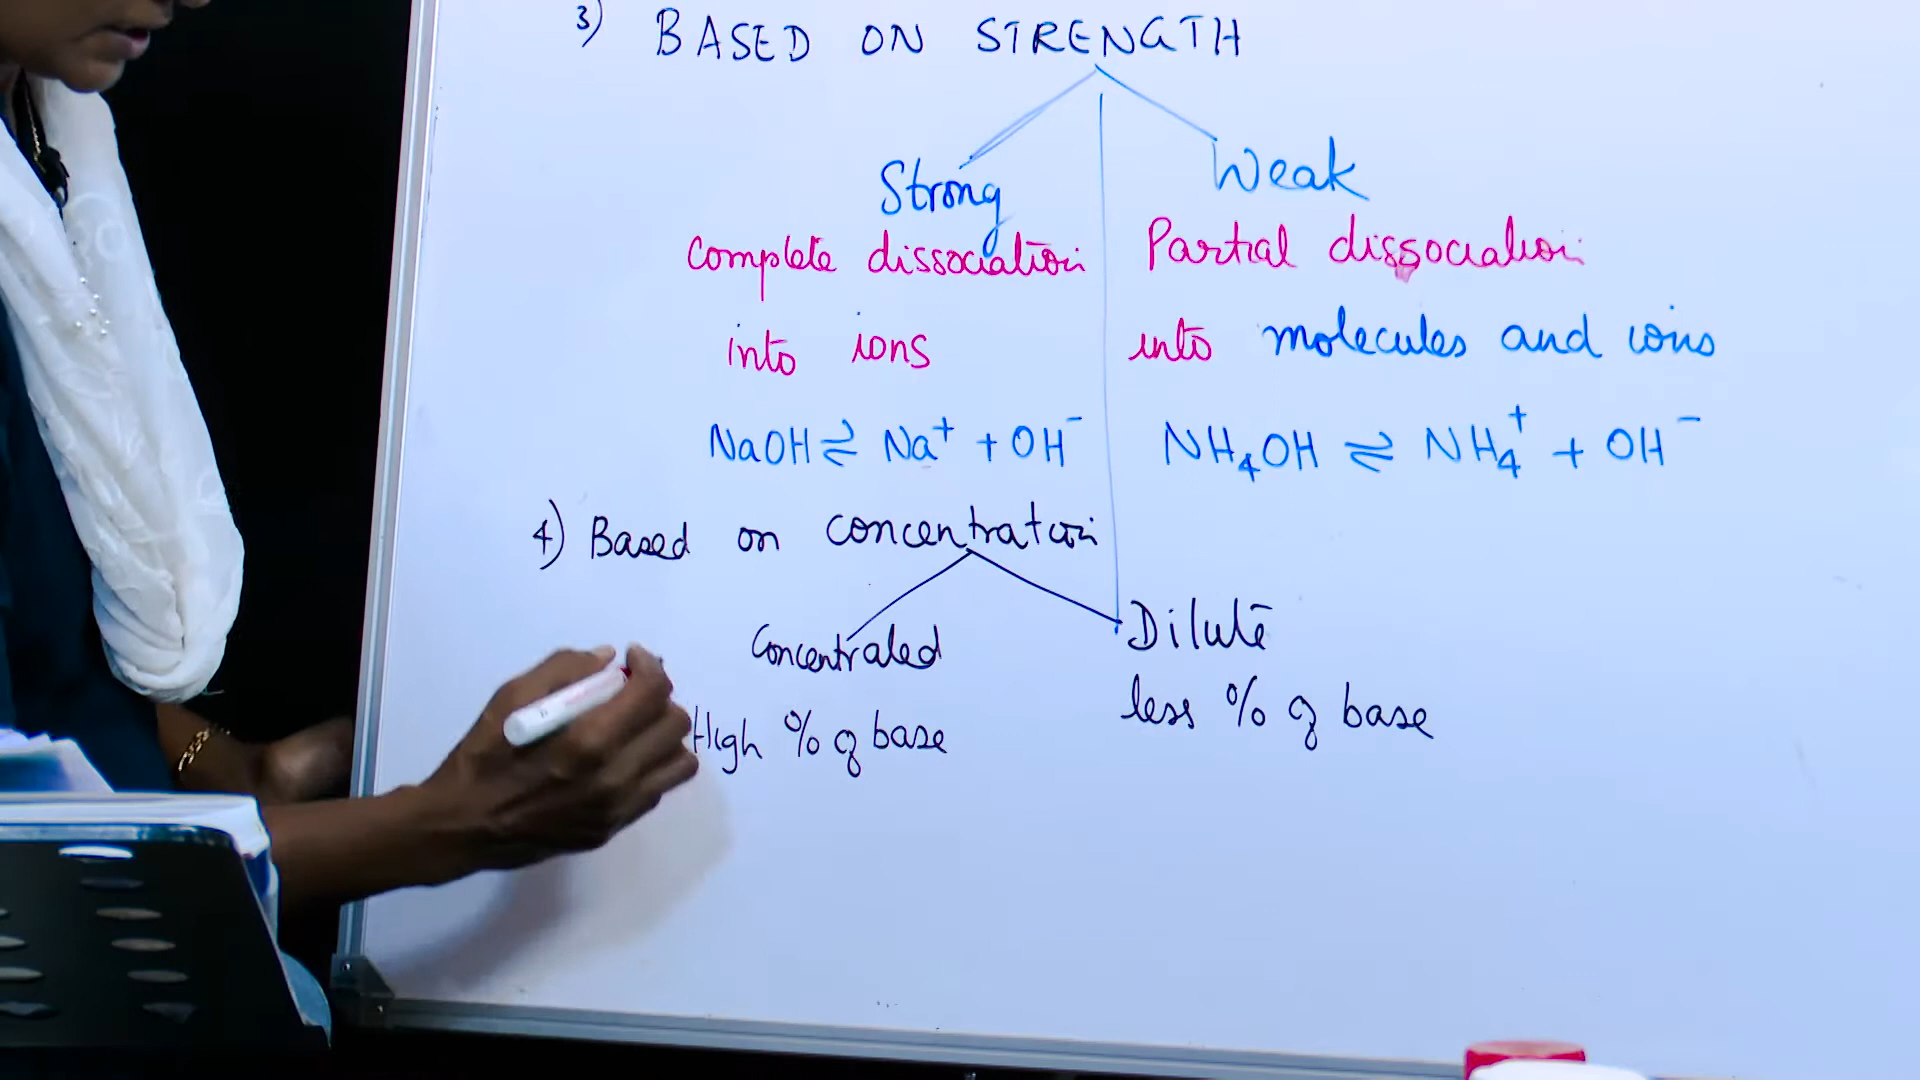 3) BASED ON STRENGTH
Strong Weak
Complete dissociation Partial dissociation
into ions into molecules and ions
NaOH ⇌ Na⁺ + OH⁻ NH₄OH ⇌ NH₄⁺ + OH⁻
4) Based on concentration
Concentrated Dilute
High % of base less % of base